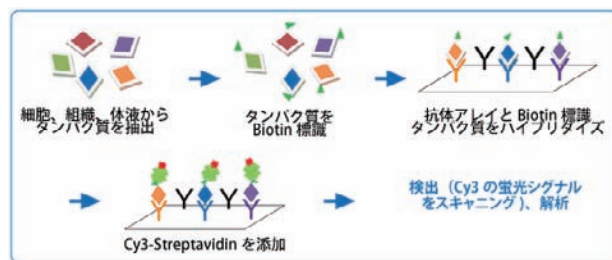 細胞、組織、体液から
タンパク質を抽出
タンパク質を
Biotin 標識
抗体アレイと Biotin 標識
タンパク質をハイブリダイズ
Cy3-Streptavidin を添加
検出（Cy3 の蛍光シグナル
をスキャニング）、解析